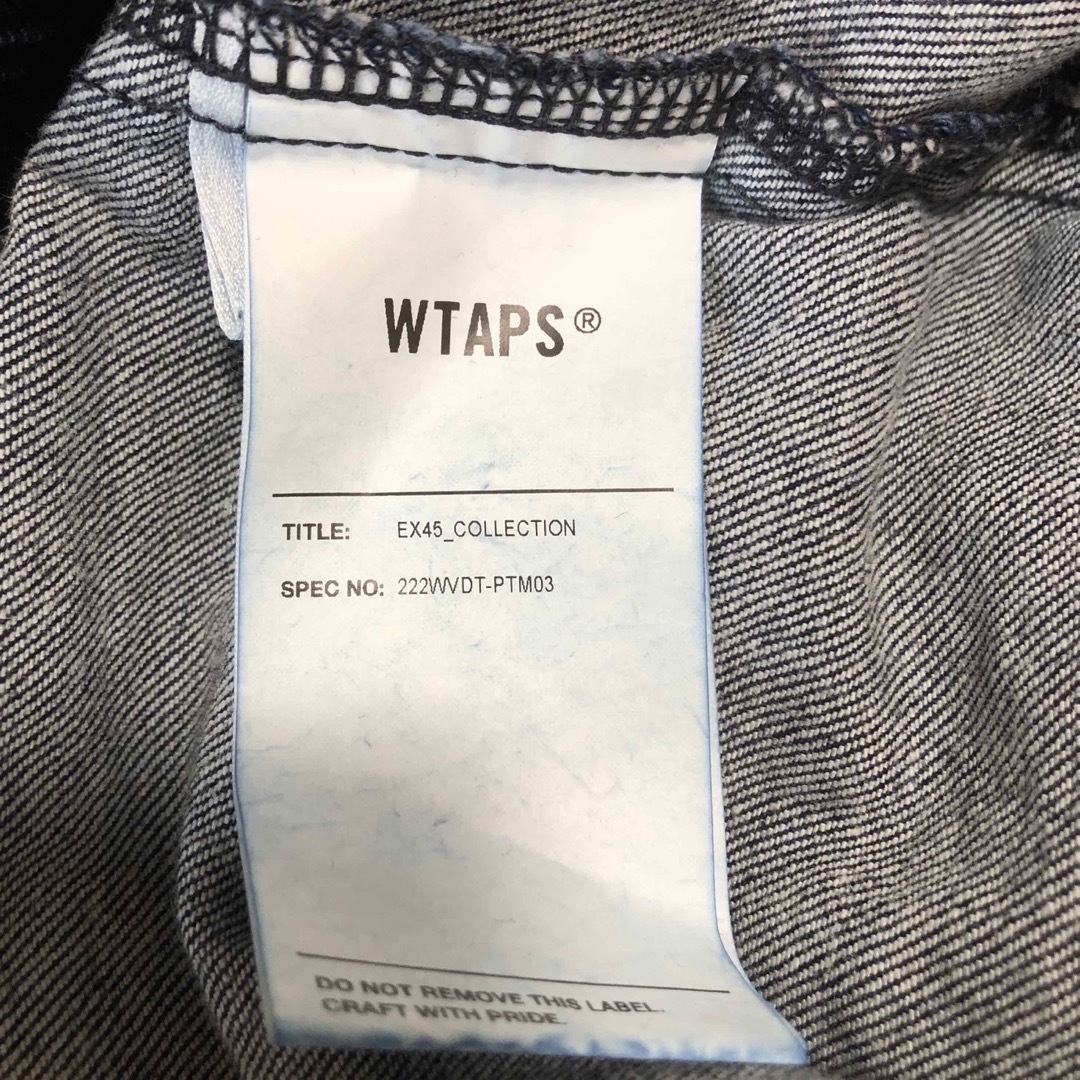 WTAPS®
TITLE: EX45_COLLECTION
SPEC NO: 222WVDT-PTM03
DO NOT REMOVE THIS LABEL.
CRAFT WITH PRIDE.